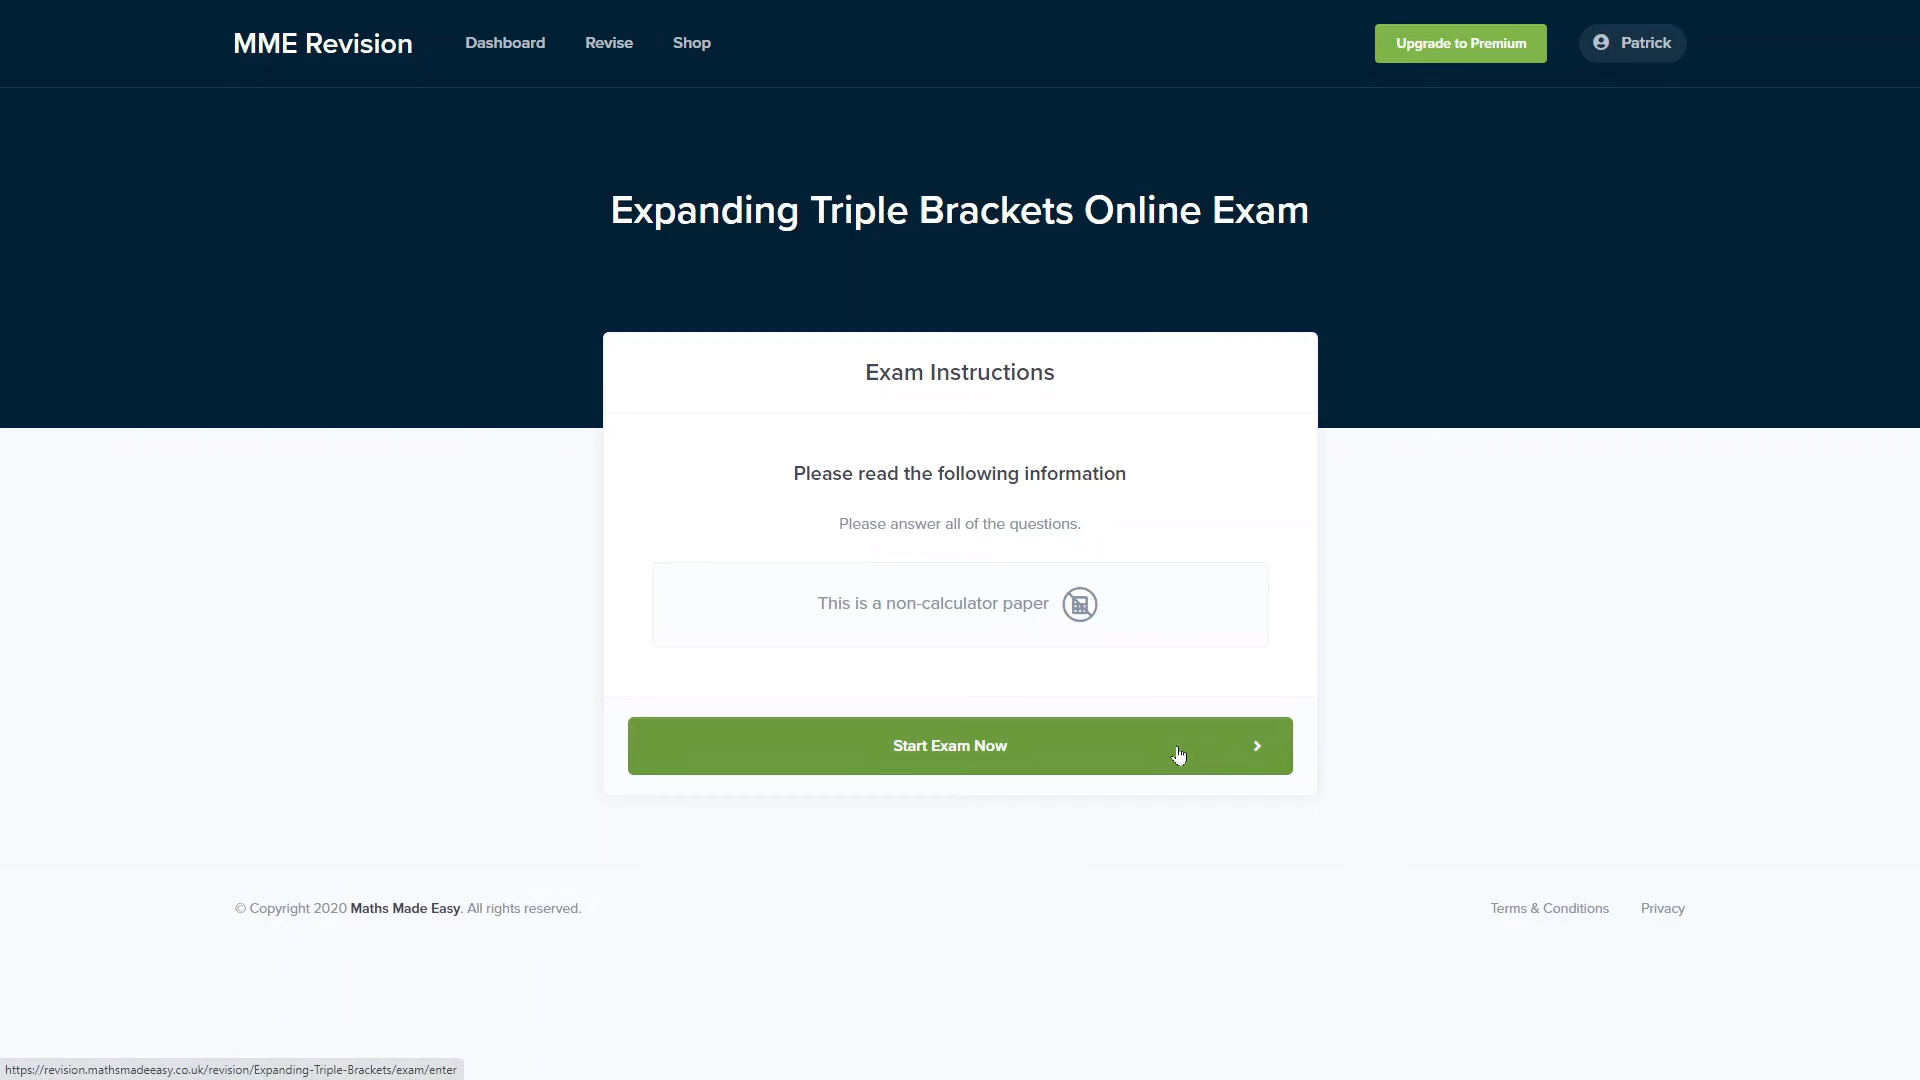 MME Revision
Dashboard
Revise
Shop
Upgrade to Premium
Patrick
Expanding Triple Brackets Online Exam
Exam Instructions
Please read the following information
Please answer all of the questions.
This is a non-calculator paper
Start Exam Now
© Copyright 2020 Maths Made Easy. All rights reserved.
Terms & Conditions
Privacy
https://revision.mathsmadeeasy.co.uk/revision/Expanding-Triple-Brackets/exam/enter